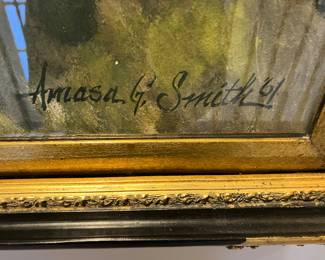 Amasa G. Smith '61